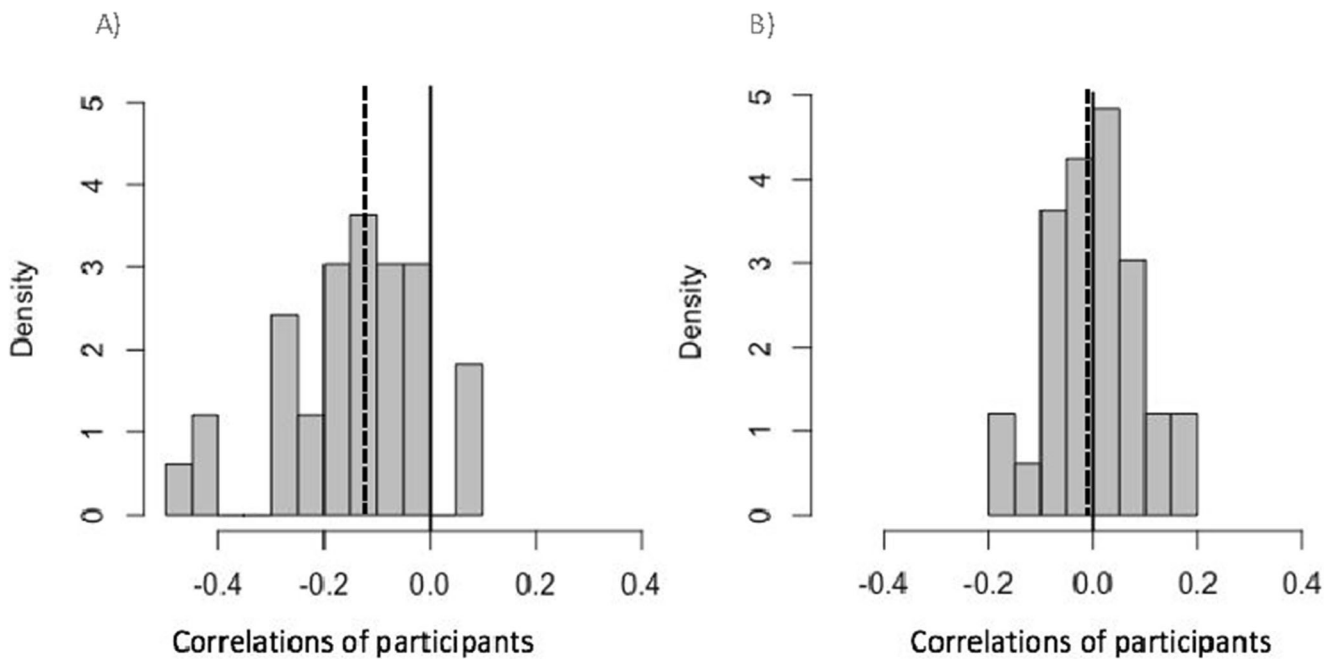 A)
Density
0 1 2 3 4 5
-0.4 -0.2 0.0 0.2 0.4
Correlations of participants
B)
Density
0 1 2 3 4 5
-0.4 -0.2 0.0 0.2 0.4
Correlations of participants